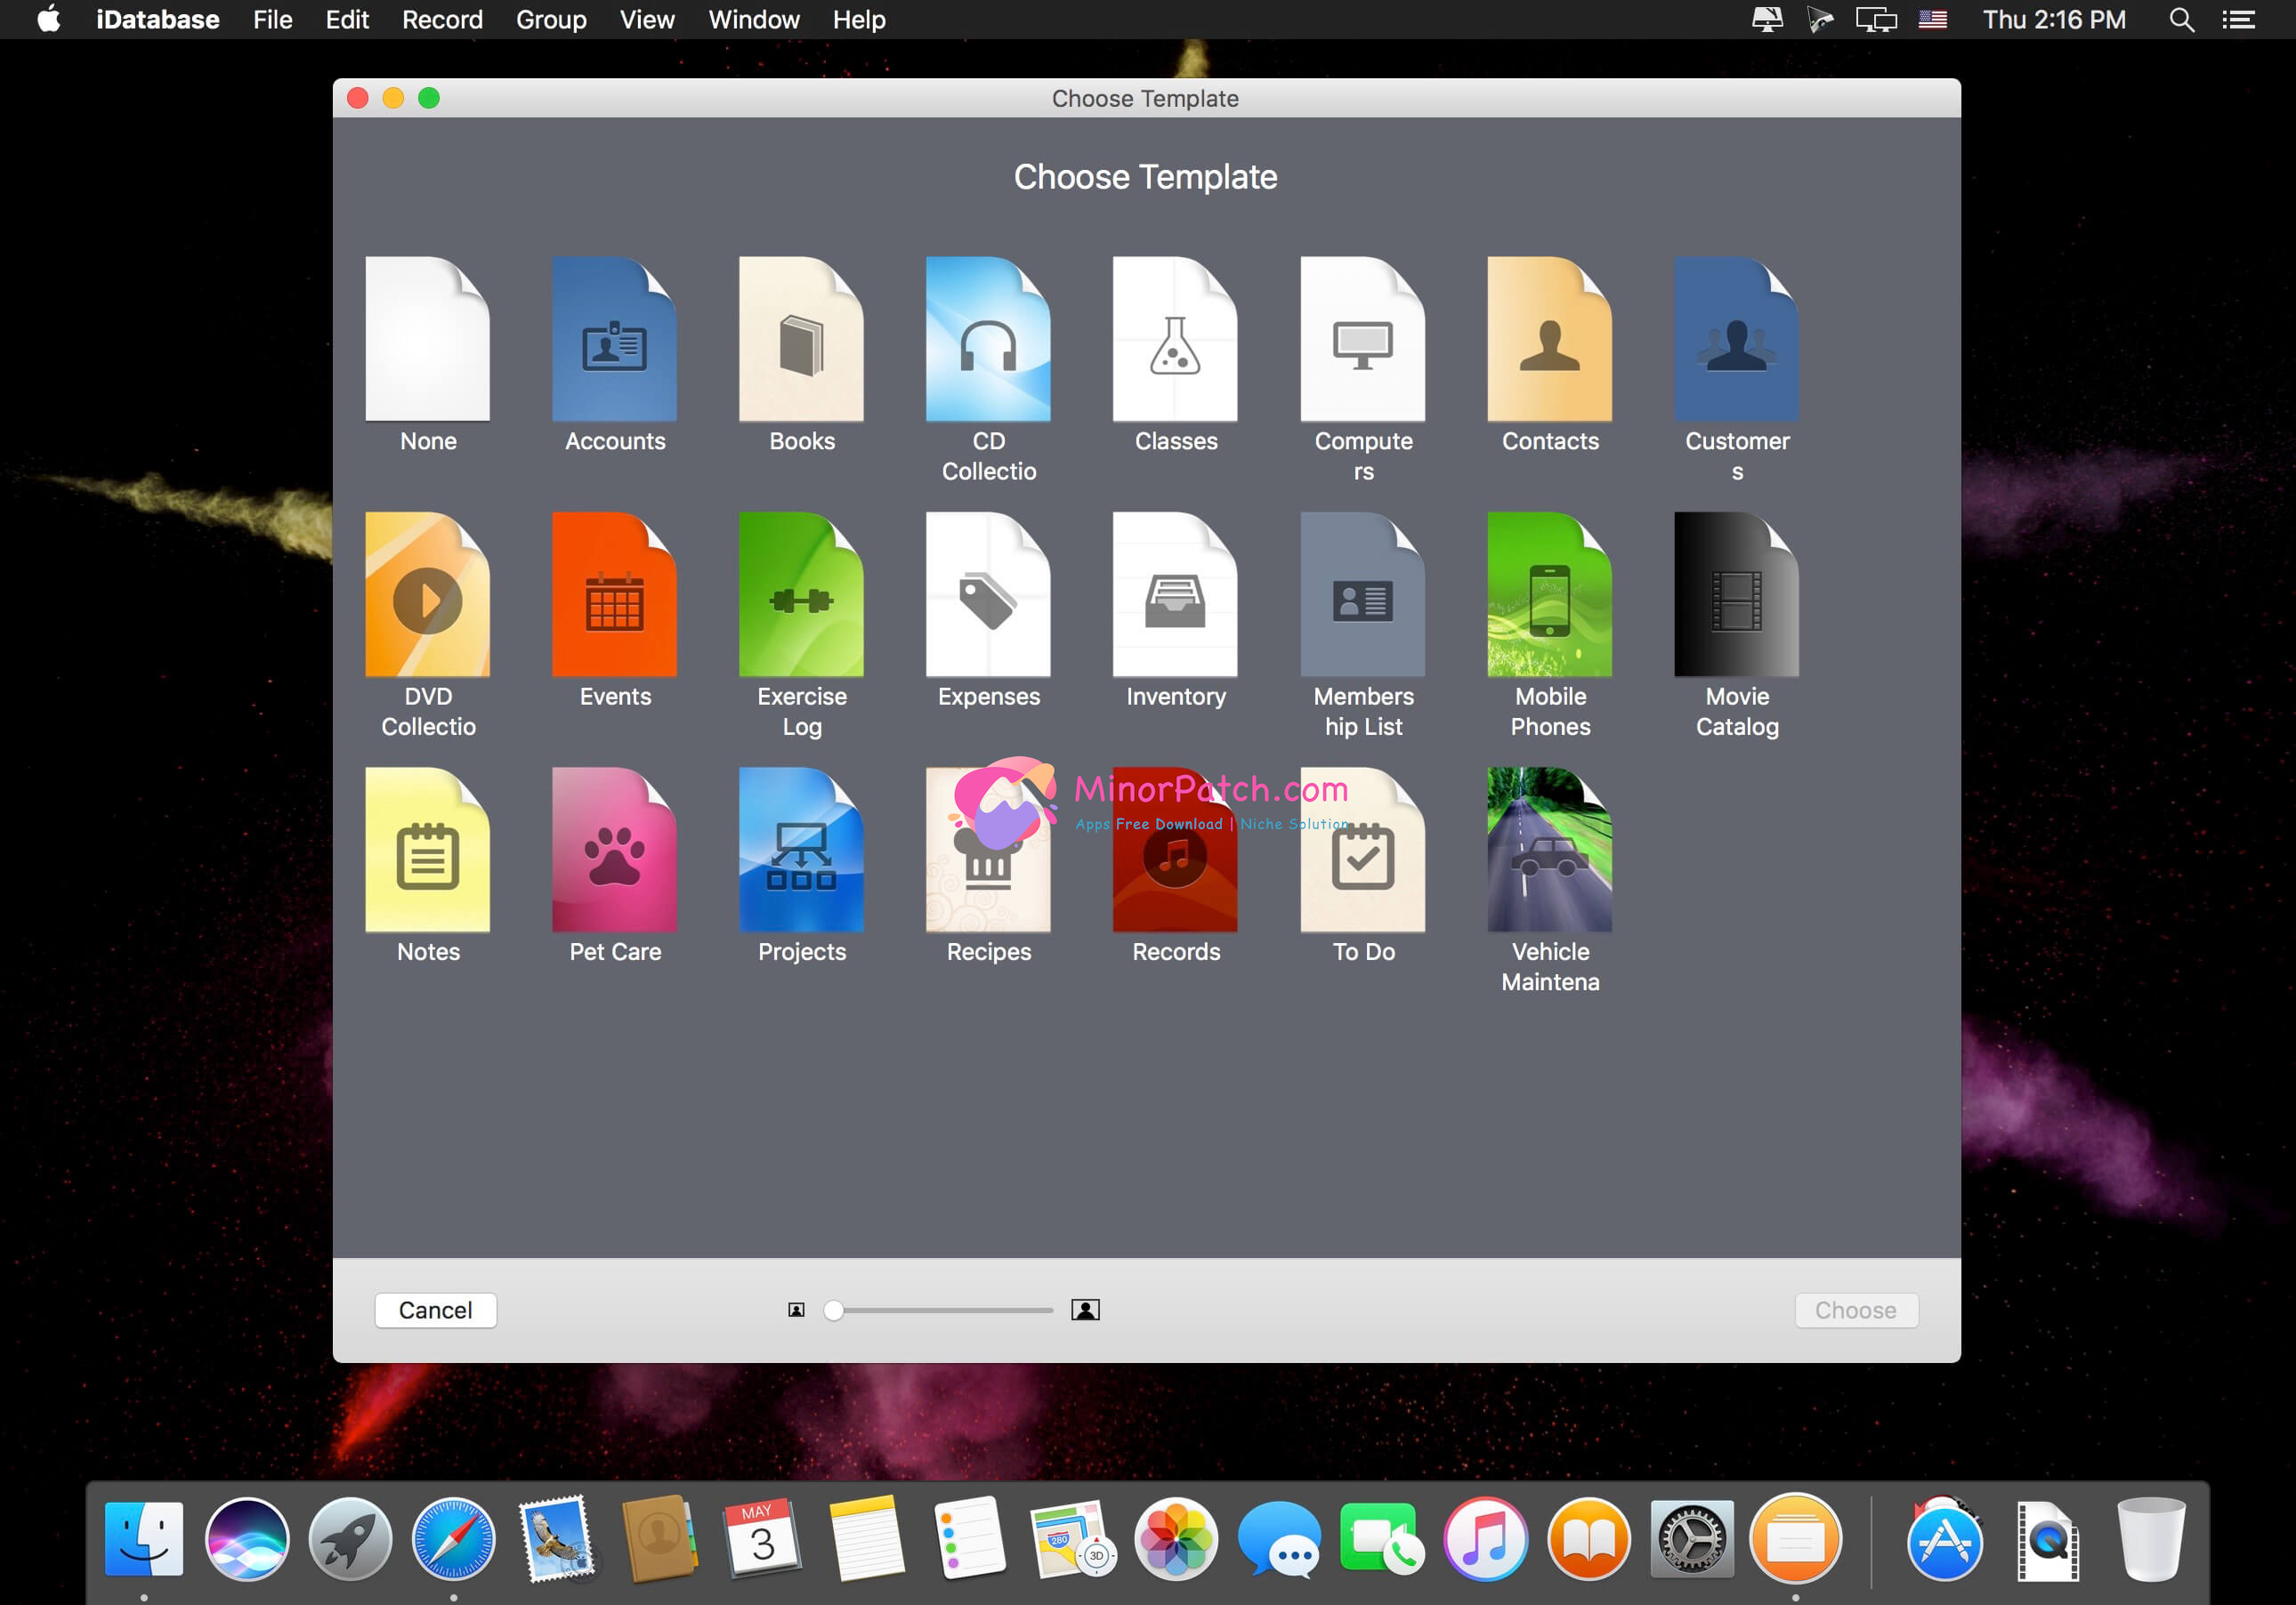 iDatabase File Edit Record Group View Window Help Thu 2:16 PM
Choose Template
Choose Template
None Accounts Books CD Classes Compute Contacts Customer
Collectio rs s
DVD Events Exercise Expenses Inventory Members Mobile Movie
Collectio Log hip List Phones Catalog
MinorPatch.com
Apps Free Download | Niche Solution
Notes Pet Care Projects Recipes Records To Do Vehicle
Maintena
Cancel Choose
MAY
3
280
3D